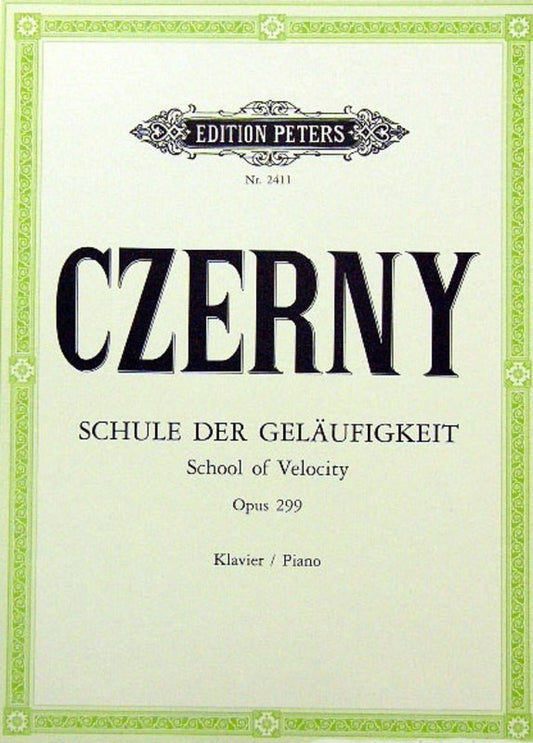 EDITION PETERS
Nr. 2411
CZERNY
SCHULE DER GELÄUFIGKEIT
School of Velocity
Opus 299
Klavier / Piano